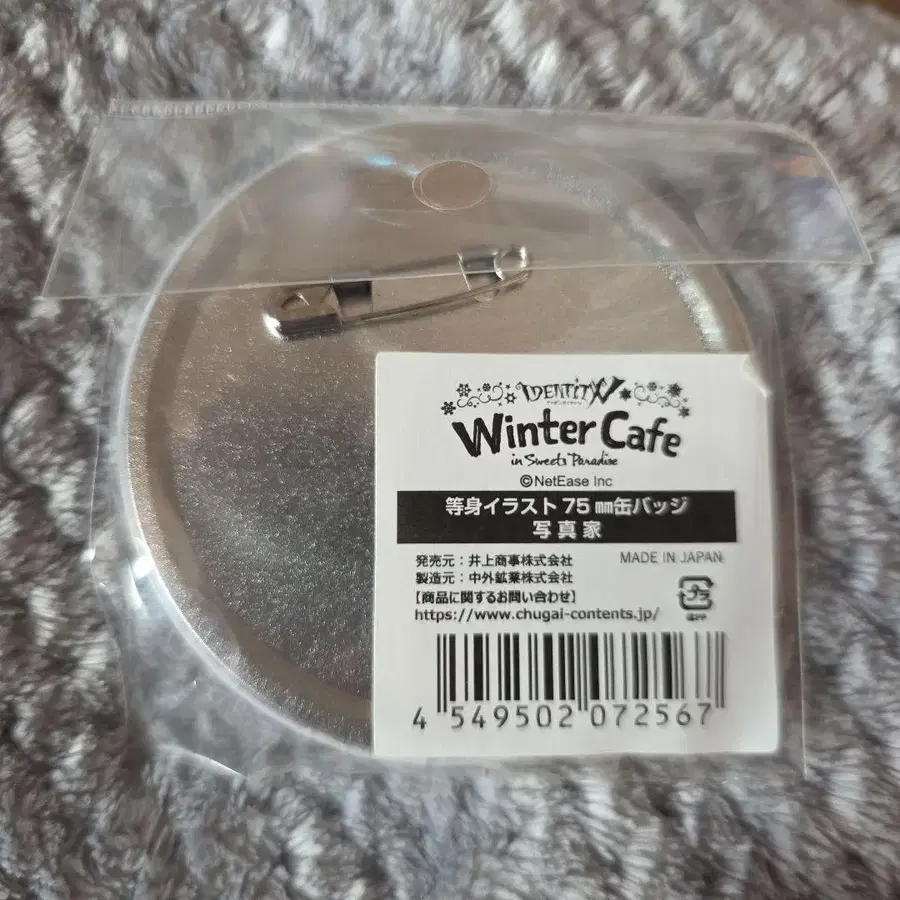 IDENTITY V
Winter Cafe
in Sweets Paradise
©NetEase Inc
等身イラスト 75㎜缶バッジ
写真家
発売元：井上商事株式会社
MADE IN JAPAN
製造元：中外鉱業株式会社
【商品に関するお問い合わせ】
https://www.chugai-contents.jp/
プラ
4 549502 072567